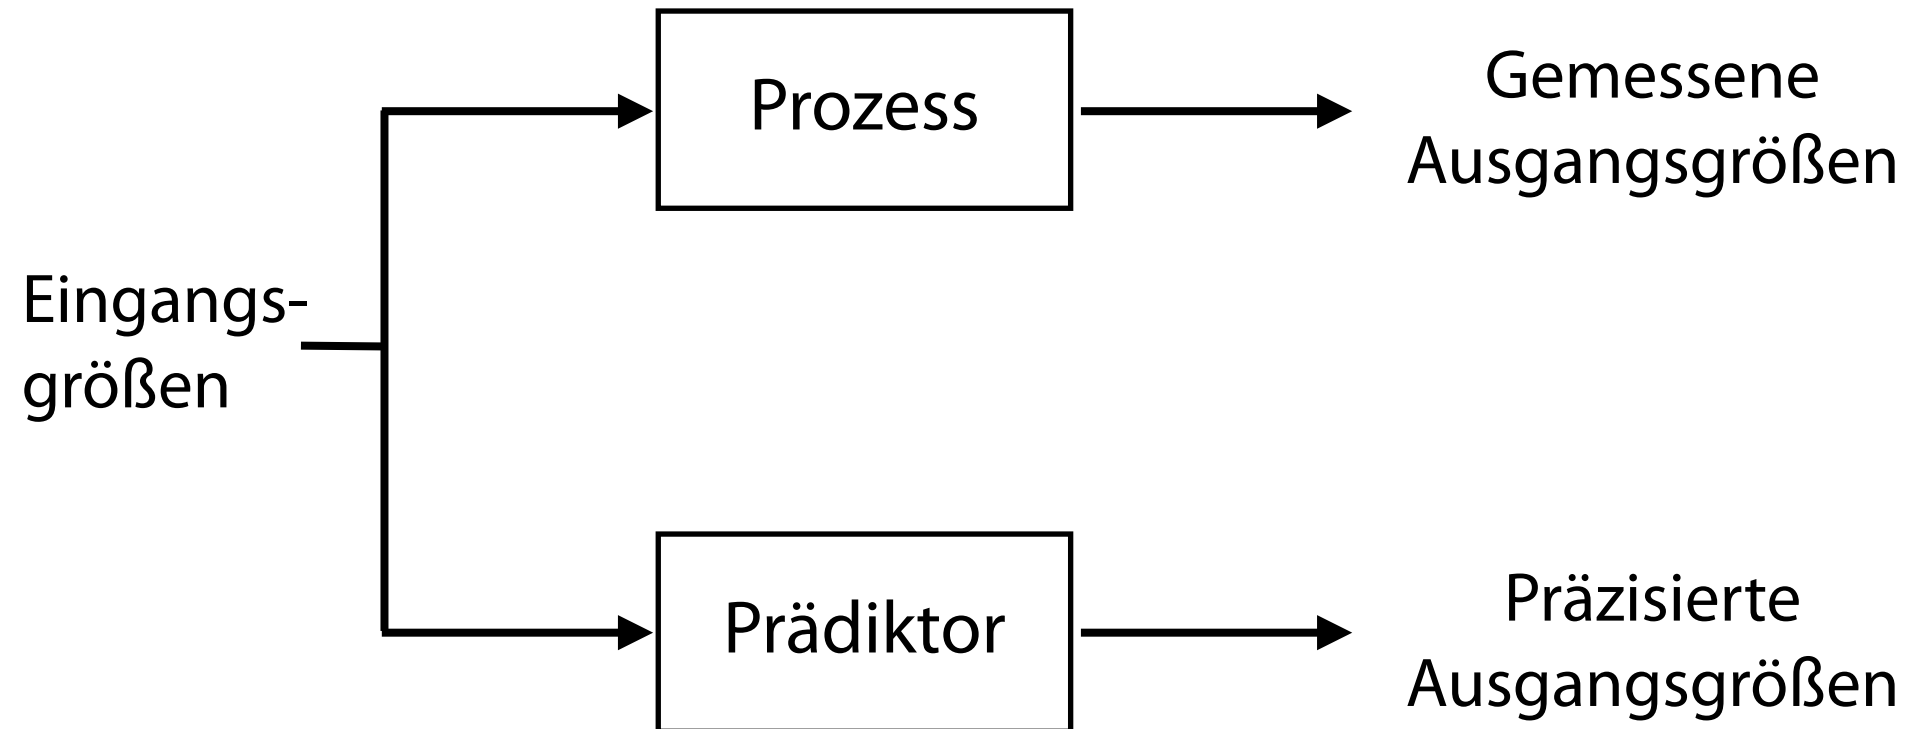 Prozess
Gemessene
Ausgangsgrößen
Eingangs-
größen
Prädiktor
Präzisierte
Ausgangsgrößen